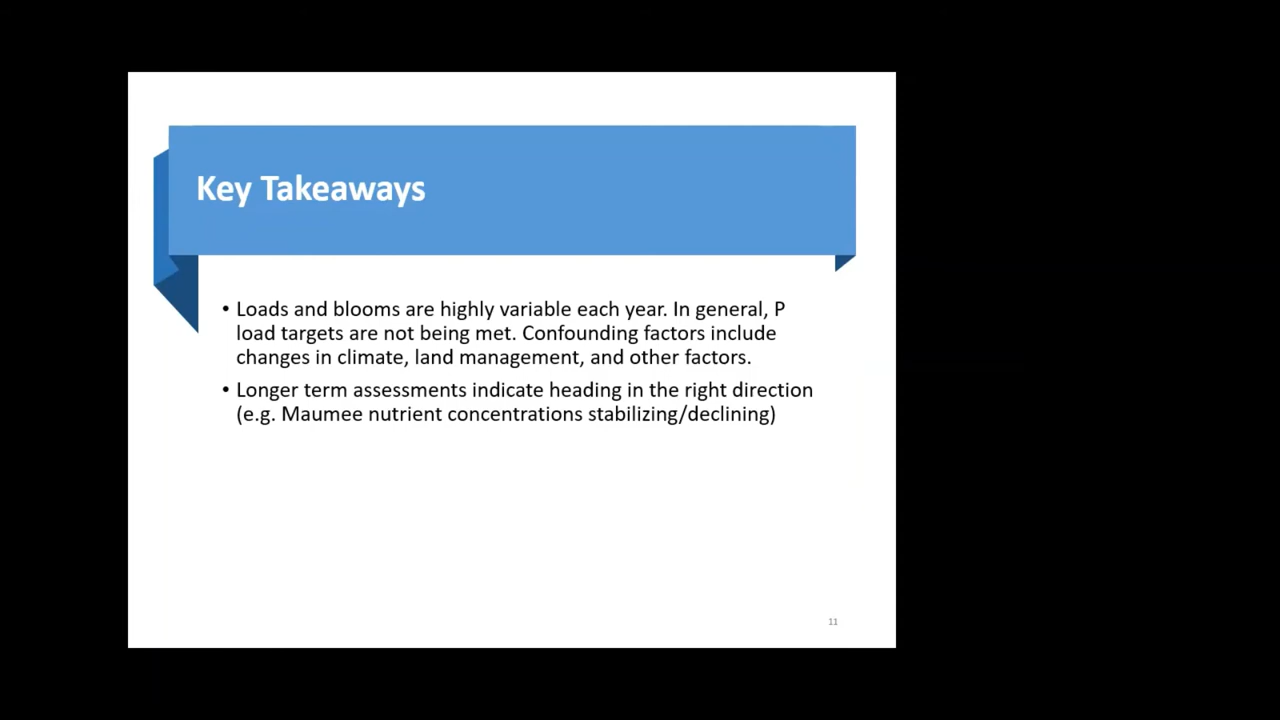 Key Takeaways
• Loads and blooms are highly variable each year. In general, P
load targets are not being met. Confounding factors include
changes in climate, land management, and other factors.
• Longer term assessments indicate heading in the right direction
(e.g. Maumee nutrient concentrations stabilizing/declining)
11